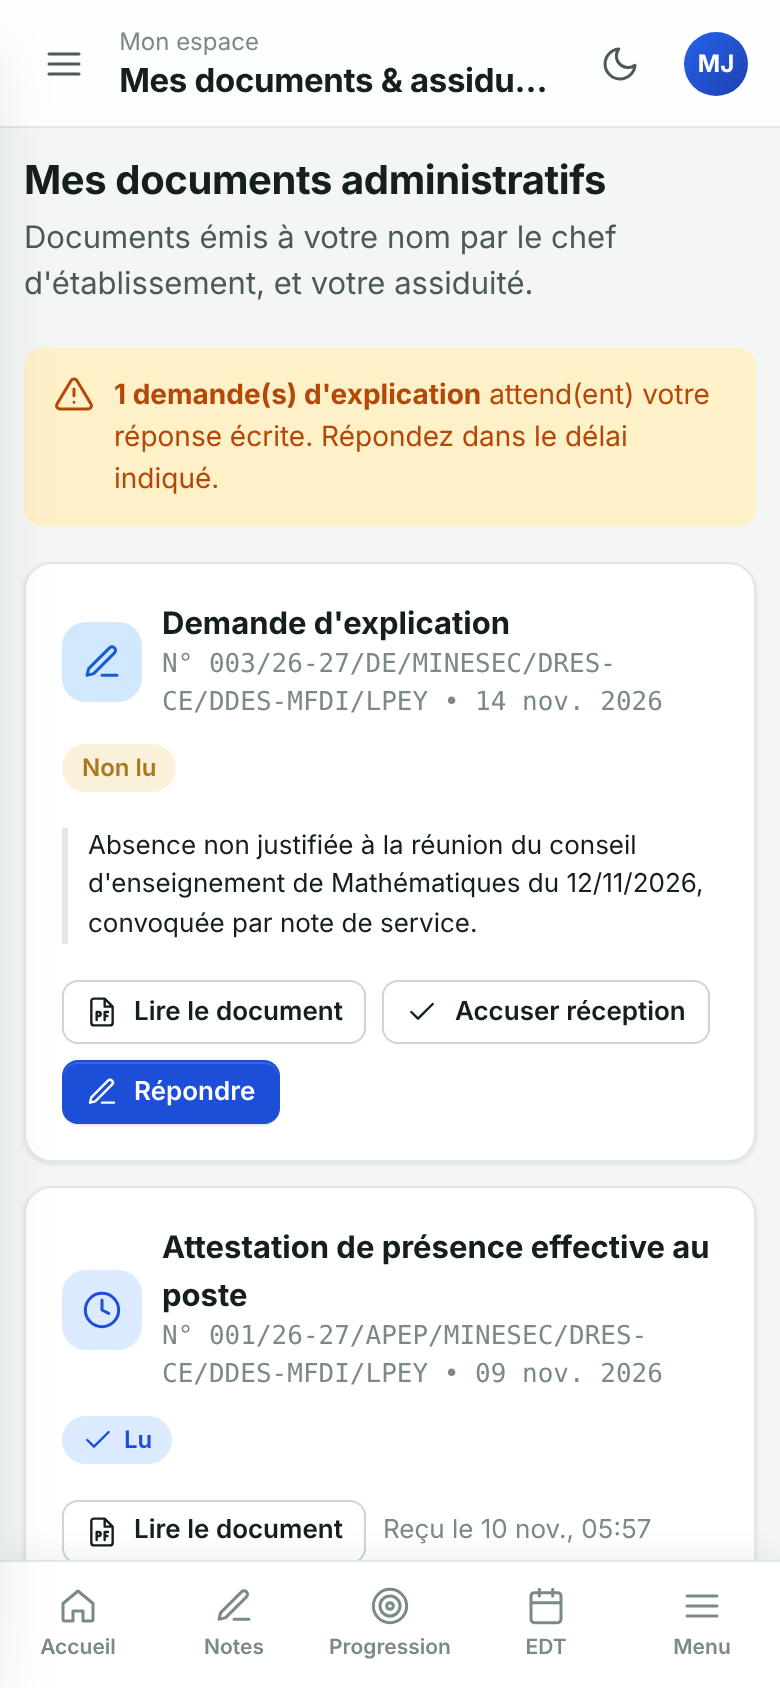 Mon espace
Mes documents & assidu...
MJ
Mes documents administratifs
Documents émis à votre nom par le chef
d'établissement, et votre assiduité.
1 demande(s) d'explication attend(ent) votre
réponse écrite. Répondez dans le délai
indiqué.
Demande d'explication
N° 003/26-27/DE/MINESEC/DRES-
CE/DDES-MFDI/LPEY • 14 nov. 2026
Non lu
Absence non justifiée à la réunion du conseil
d'enseignement de Mathématiques du 12/11/2026,
convoquée par note de service.
Lire le document
Accuser réception
Répondre
Attestation de présence effective au
poste
N° 001/26-27/APEP/MINESEC/DRES-
CE/DDES-MFDI/LPEY • 09 nov. 2026
Lu
Lire le document
Reçu le 10 nov., 05:57
Accueil
Notes
Progression
EDT
Menu